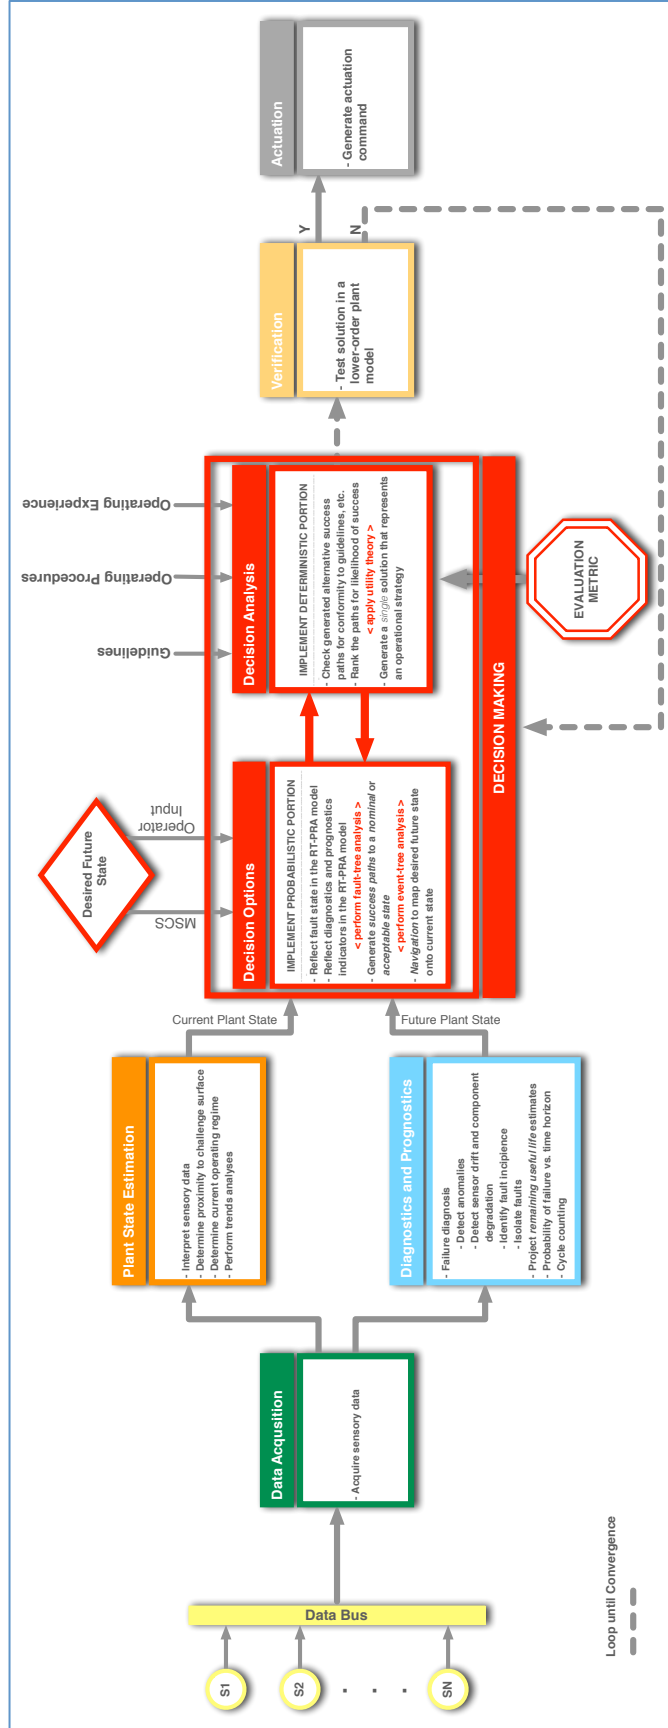 S1
S2
. . . .
SN
Data Bus
Data Acqusition
- Acquire sensory data
Plant State Estimation
- Interpret sensory data
- Determine proximity to challenge surface
- Determine current operating regime
- Perform trends analyses
Diagnostics and Prognostics
- Failure diagnosis
- Detect anomalies
- Detect sensor drift and component
degradation
- Identify fault incipience
- Isolate faults
- Project remaining useful life estimates
- Probability of failure vs. time horizon
- Cycle counting
Current Plant State
Future Plant State
Desired Future
State
MSCS
Operator
Input
Decision Options
IMPLEMENT PROBABILISTIC PORTION
- Reflect fault state in the RT-PRA model
- Reflect diagnostics and prognostics
indicators in the RT-PRA model
< perform fault-tree analysis >
- Generate success paths to a nominal or
acceptable state
< perform event-tree analysis >
- Navigation to map desired future state
onto current state
Guidelines
Operating Procedures
Operating Experience
Decision Analysis
IMPLEMENT DETERMINISTIC PORTION
- Check generated alternative success
paths for conformity to guidelines, etc.
- Rank the paths for likelihood of success
< apply utility theory >
- Generate a single solution that represents
an operational strategy
DECISION MAKING
EVALUATION
METRIC
Verification
- Test solution in a
lower-order plant
model
Y
N
Actuation
- Generate actuation
command
Loop until Convergence